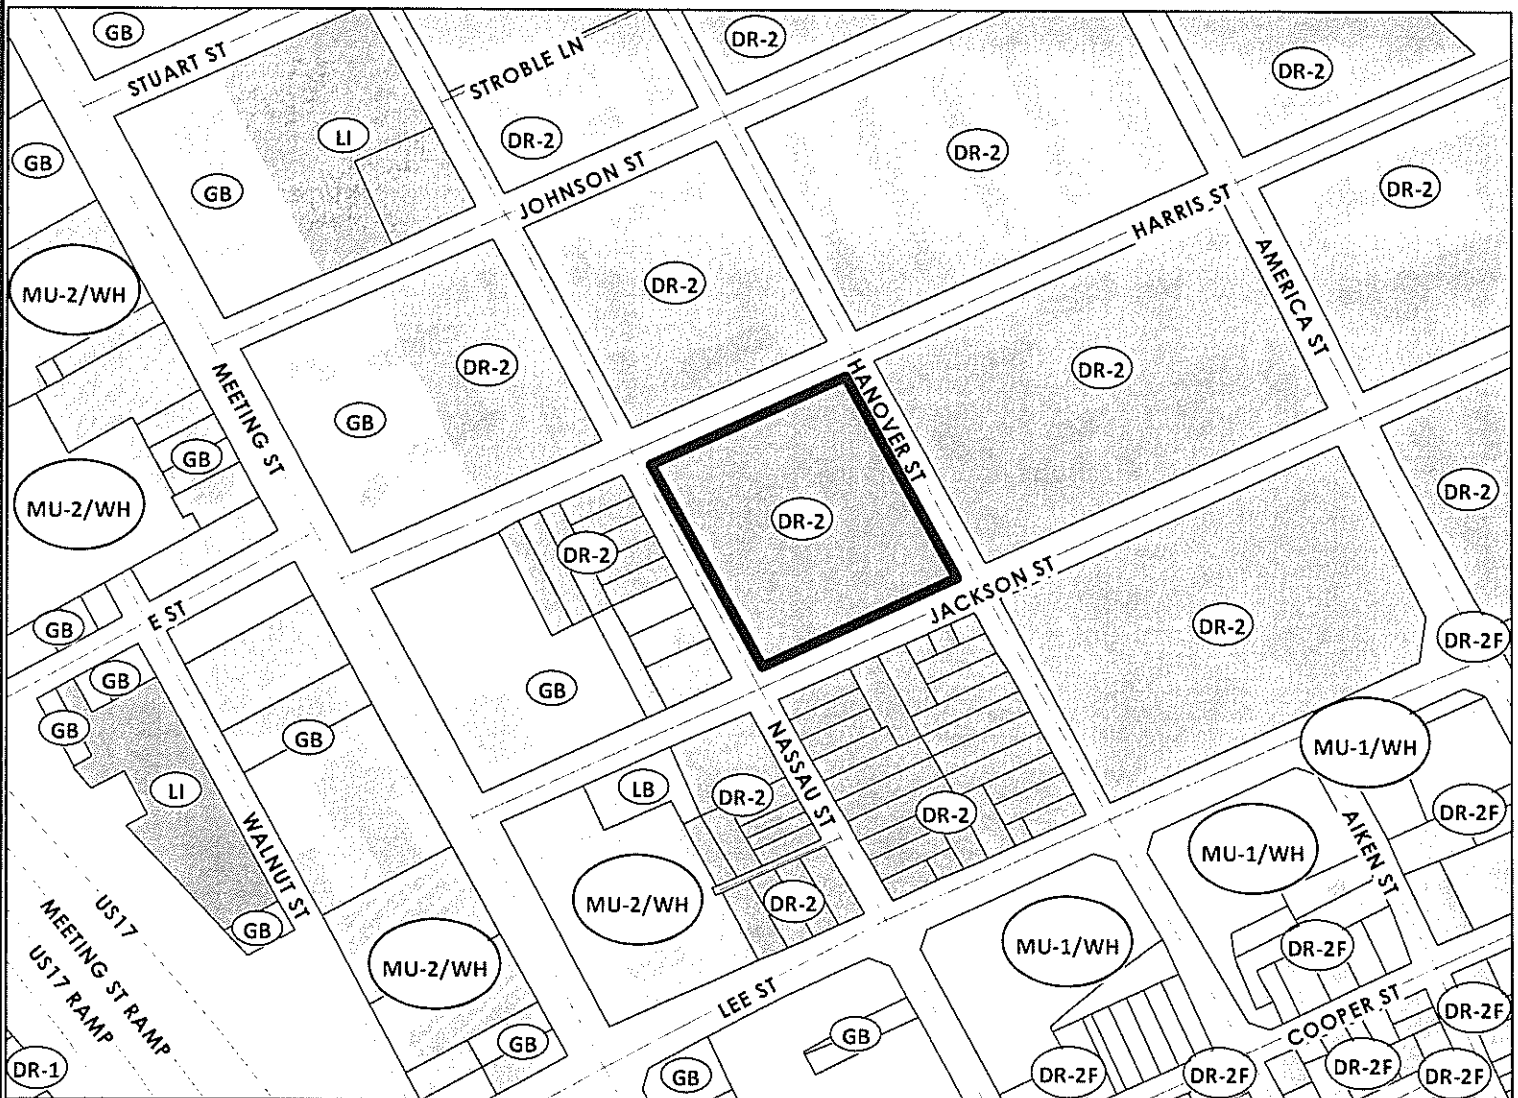 GB
STUART ST
STROBLE LN
DR-2
DR-2
LI
DR-2
DR-2
GB
GB
JOHNSON ST
DR-2
HARRIS ST
MU-2/WH
DR-2
AMERICA ST
HANOVER ST
DR-2
DR-2
MEETING ST
GB
GB
MU-2/WH
DR-2
DR-2
DR-2
E ST
GB
JACKSON ST
DR-2
DR-2F
GB
GB
GB
GB
MU-1/WH
NASSAU ST
LI
LB
DR-2
DR-2
DR-2F
WALNUT ST
AIKEN ST
MU-1/WH
MU-2/WH
DR-2
GB
US17
MEETING ST RAMP
US17 RAMP
MU-2/WH
MU-1/WH
DR-2F
LEE ST
COOPER ST
DR-2F
GB
GB
DR-1
GB
DR-2F
DR-2F
DR-2F
DR-2F